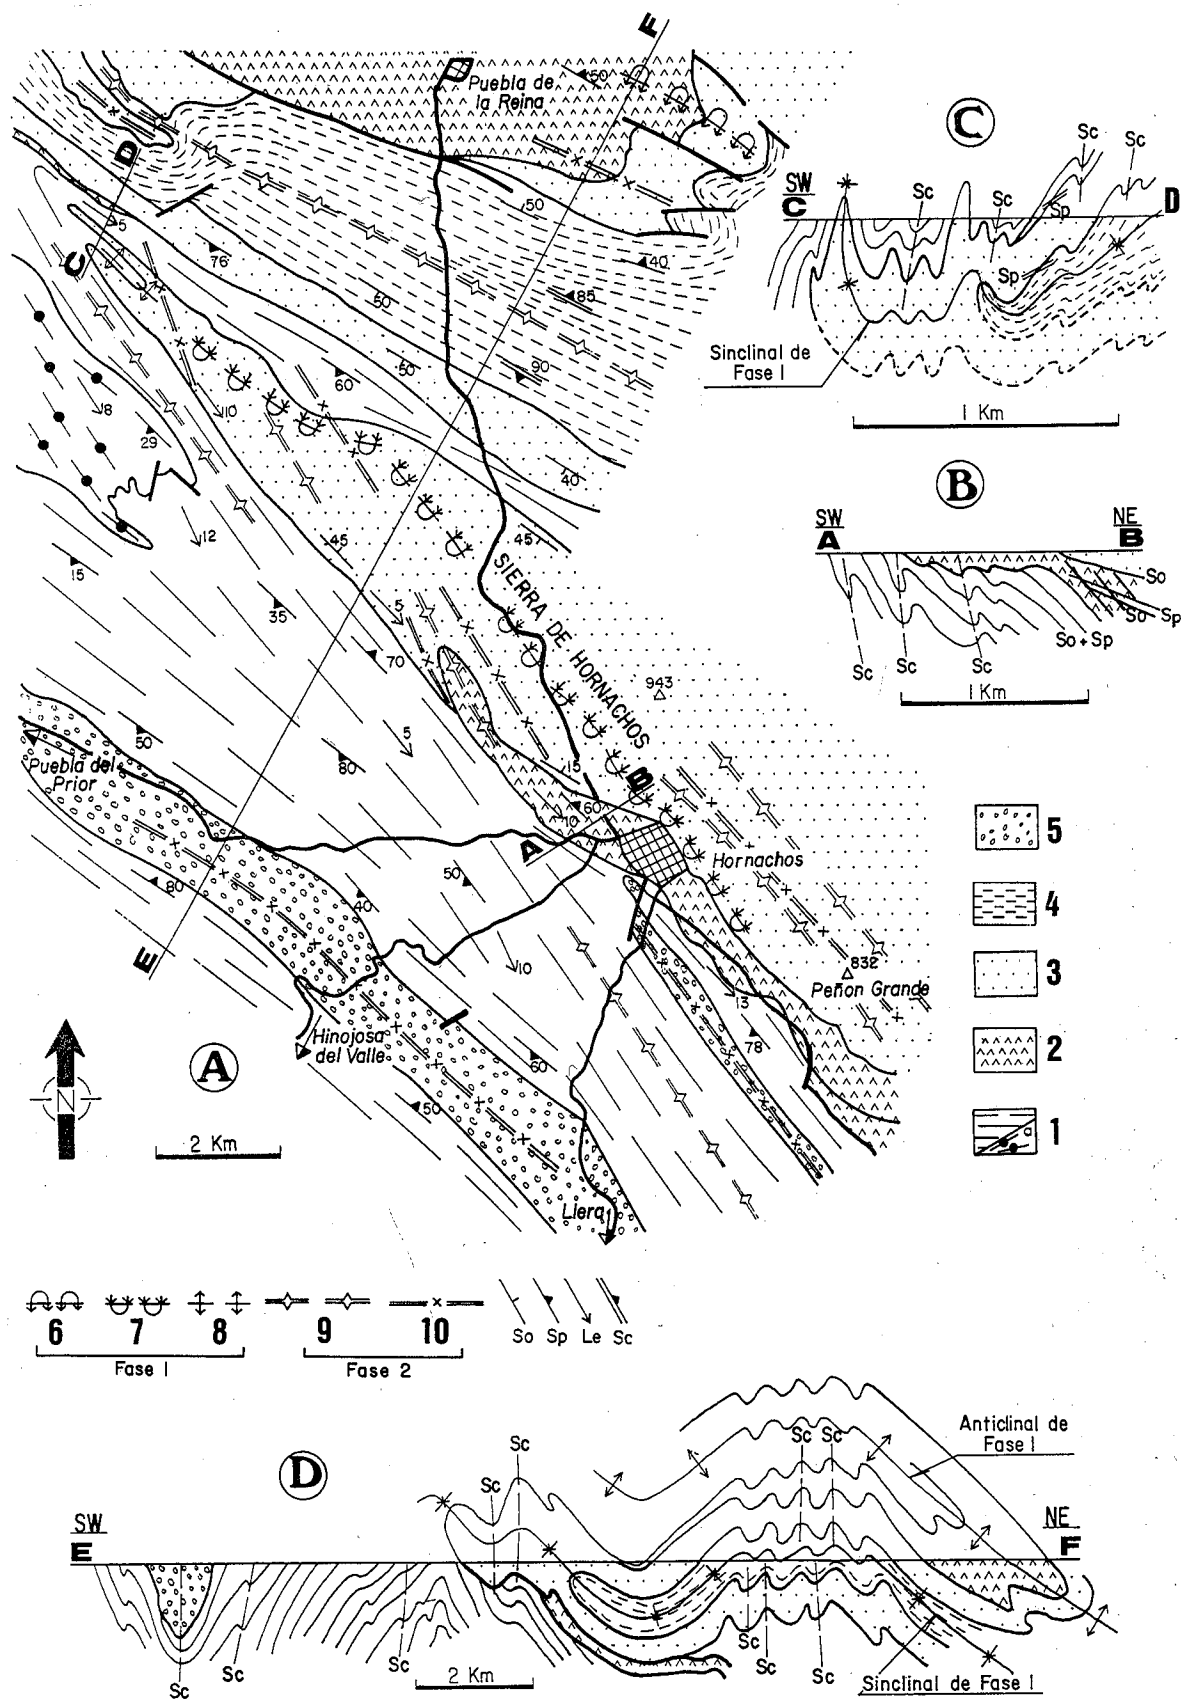 F
Puebla de
la Reina
50
D
5
C
76
50
50
40
85
90
60
50
110
18
29
12
40
45
45
15
35
5
70
SIERRA DE HORNACHOS
943
50
5
80
15
60
10
B
A
Puebla del
Prior
Hornachos
50
40
80
E
10
832
Peñon Grande
13
78
Hinojosa
del Valle
60
50
A
N
2 Km
Llera
C
SW
C
D
Sc
Sc
Sc
Sc
Sp
Sp
Sinclinal de
Fase I
1 Km
B
SW
A
NE
B
So
So
Sp
So + Sp
Sc
Sc
Sc
1 Km
5
4
3
2
1
6
7
8
9
10
Fase 1
Fase 2
So
Sp
Le
Sc
D
SW
E
NE
F
Sc
Sc
Sc
Sc
Anticlinal de
Fase I
Sc
Sc
Sc
Sc
Sc
Sc
2 Km
Sinclinal de Fase I